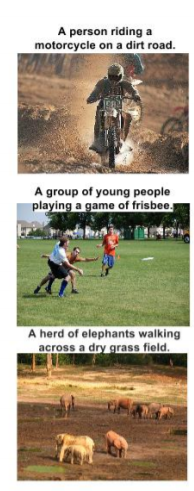 A person riding a
motorcycle on a dirt road.
A group of young people
playing a game of frisbee.
A herd of elephants walking
across a dry grass field.